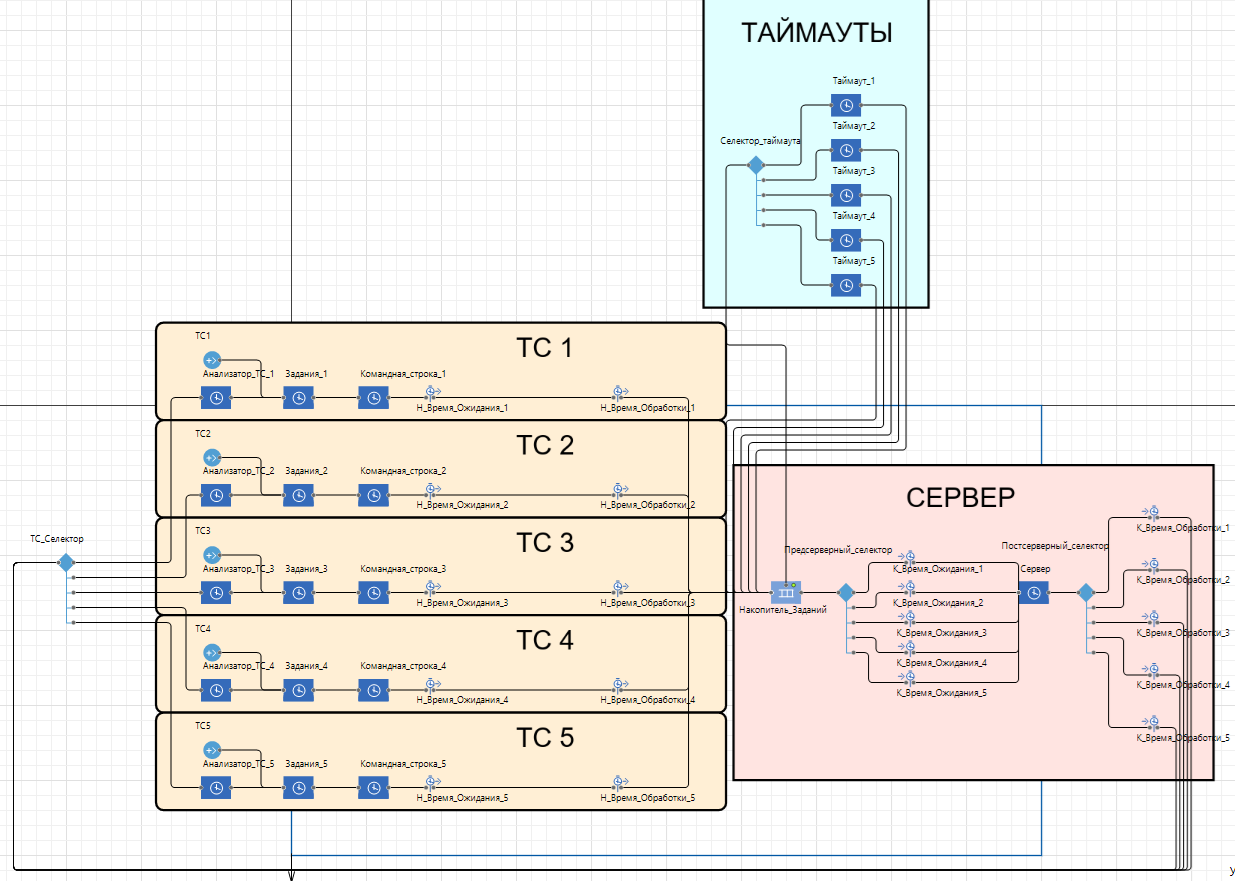 ТАЙМАУТЫ
Таймаут_1
Таймаут_2
Селектор_таймаута
Таймаут_3
Таймаут_4
Таймаут_5
ТС1
ТС 1
Анализатор_ТС_1
Задания_1
Командная_строка_1
Н_Время_Ожидания_1
Н_Время_Обработки_1
ТС2
ТС 2
Анализатор_ТС_2
Задания_2
Командная_строка_2
Н_Время_Ожидания_2
Н_Время_Обработки_2
ТС3
ТС 3
Анализатор_ТС_3
Задания_3
Командная_строка_3
Н_Время_Ожидания_3
Н_Время_Обработки_3
ТС_Селектор
ТС4
ТС 4
Анализатор_ТС_4
Задания_4
Командная_строка_4
Н_Время_Ожидания_4
Н_Время_Обработки_4
ТС5
ТС 5
Анализатор_ТС_5
Задания_5
Командная_строка_5
Н_Время_Ожидания_5
Н_Время_Обработки_5
СЕРВЕР
Накопитель_Заданий
Предсерверный_селектор
К_Время_Ожидания_1
К_Время_Ожидания_2
К_Время_Ожидания_3
К_Время_Ожидания_4
К_Время_Ожидания_5
Сервер
Постсерверный_селектор
К_Время_Обработки_1
К_Время_Обработки_2
К_Время_Обработки_3
К_Время_Обработки_4
К_Время_Обработки_5